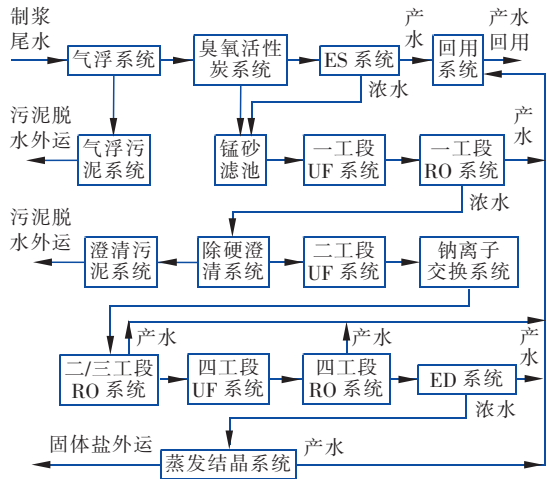 制浆
尾水
气浮系统
臭氧活性
炭系统
ES 系统
产
水
回用
系统
产水
回用
浓水
污泥脱
水外运
气浮污
泥系统
锰砂
滤池
一工段
UF 系统
一工段
RO 系统
产
水
浓水
污泥脱
水外运
澄清污
泥系统
除硬澄
清系统
二工段
UF 系统
钠离子
交换系统
产水
产水
产
水
二/三工段
RO 系统
四工段
UF 系统
四工段
RO 系统
ED 系统
浓水
固体盐外运
蒸发结晶系统
产水